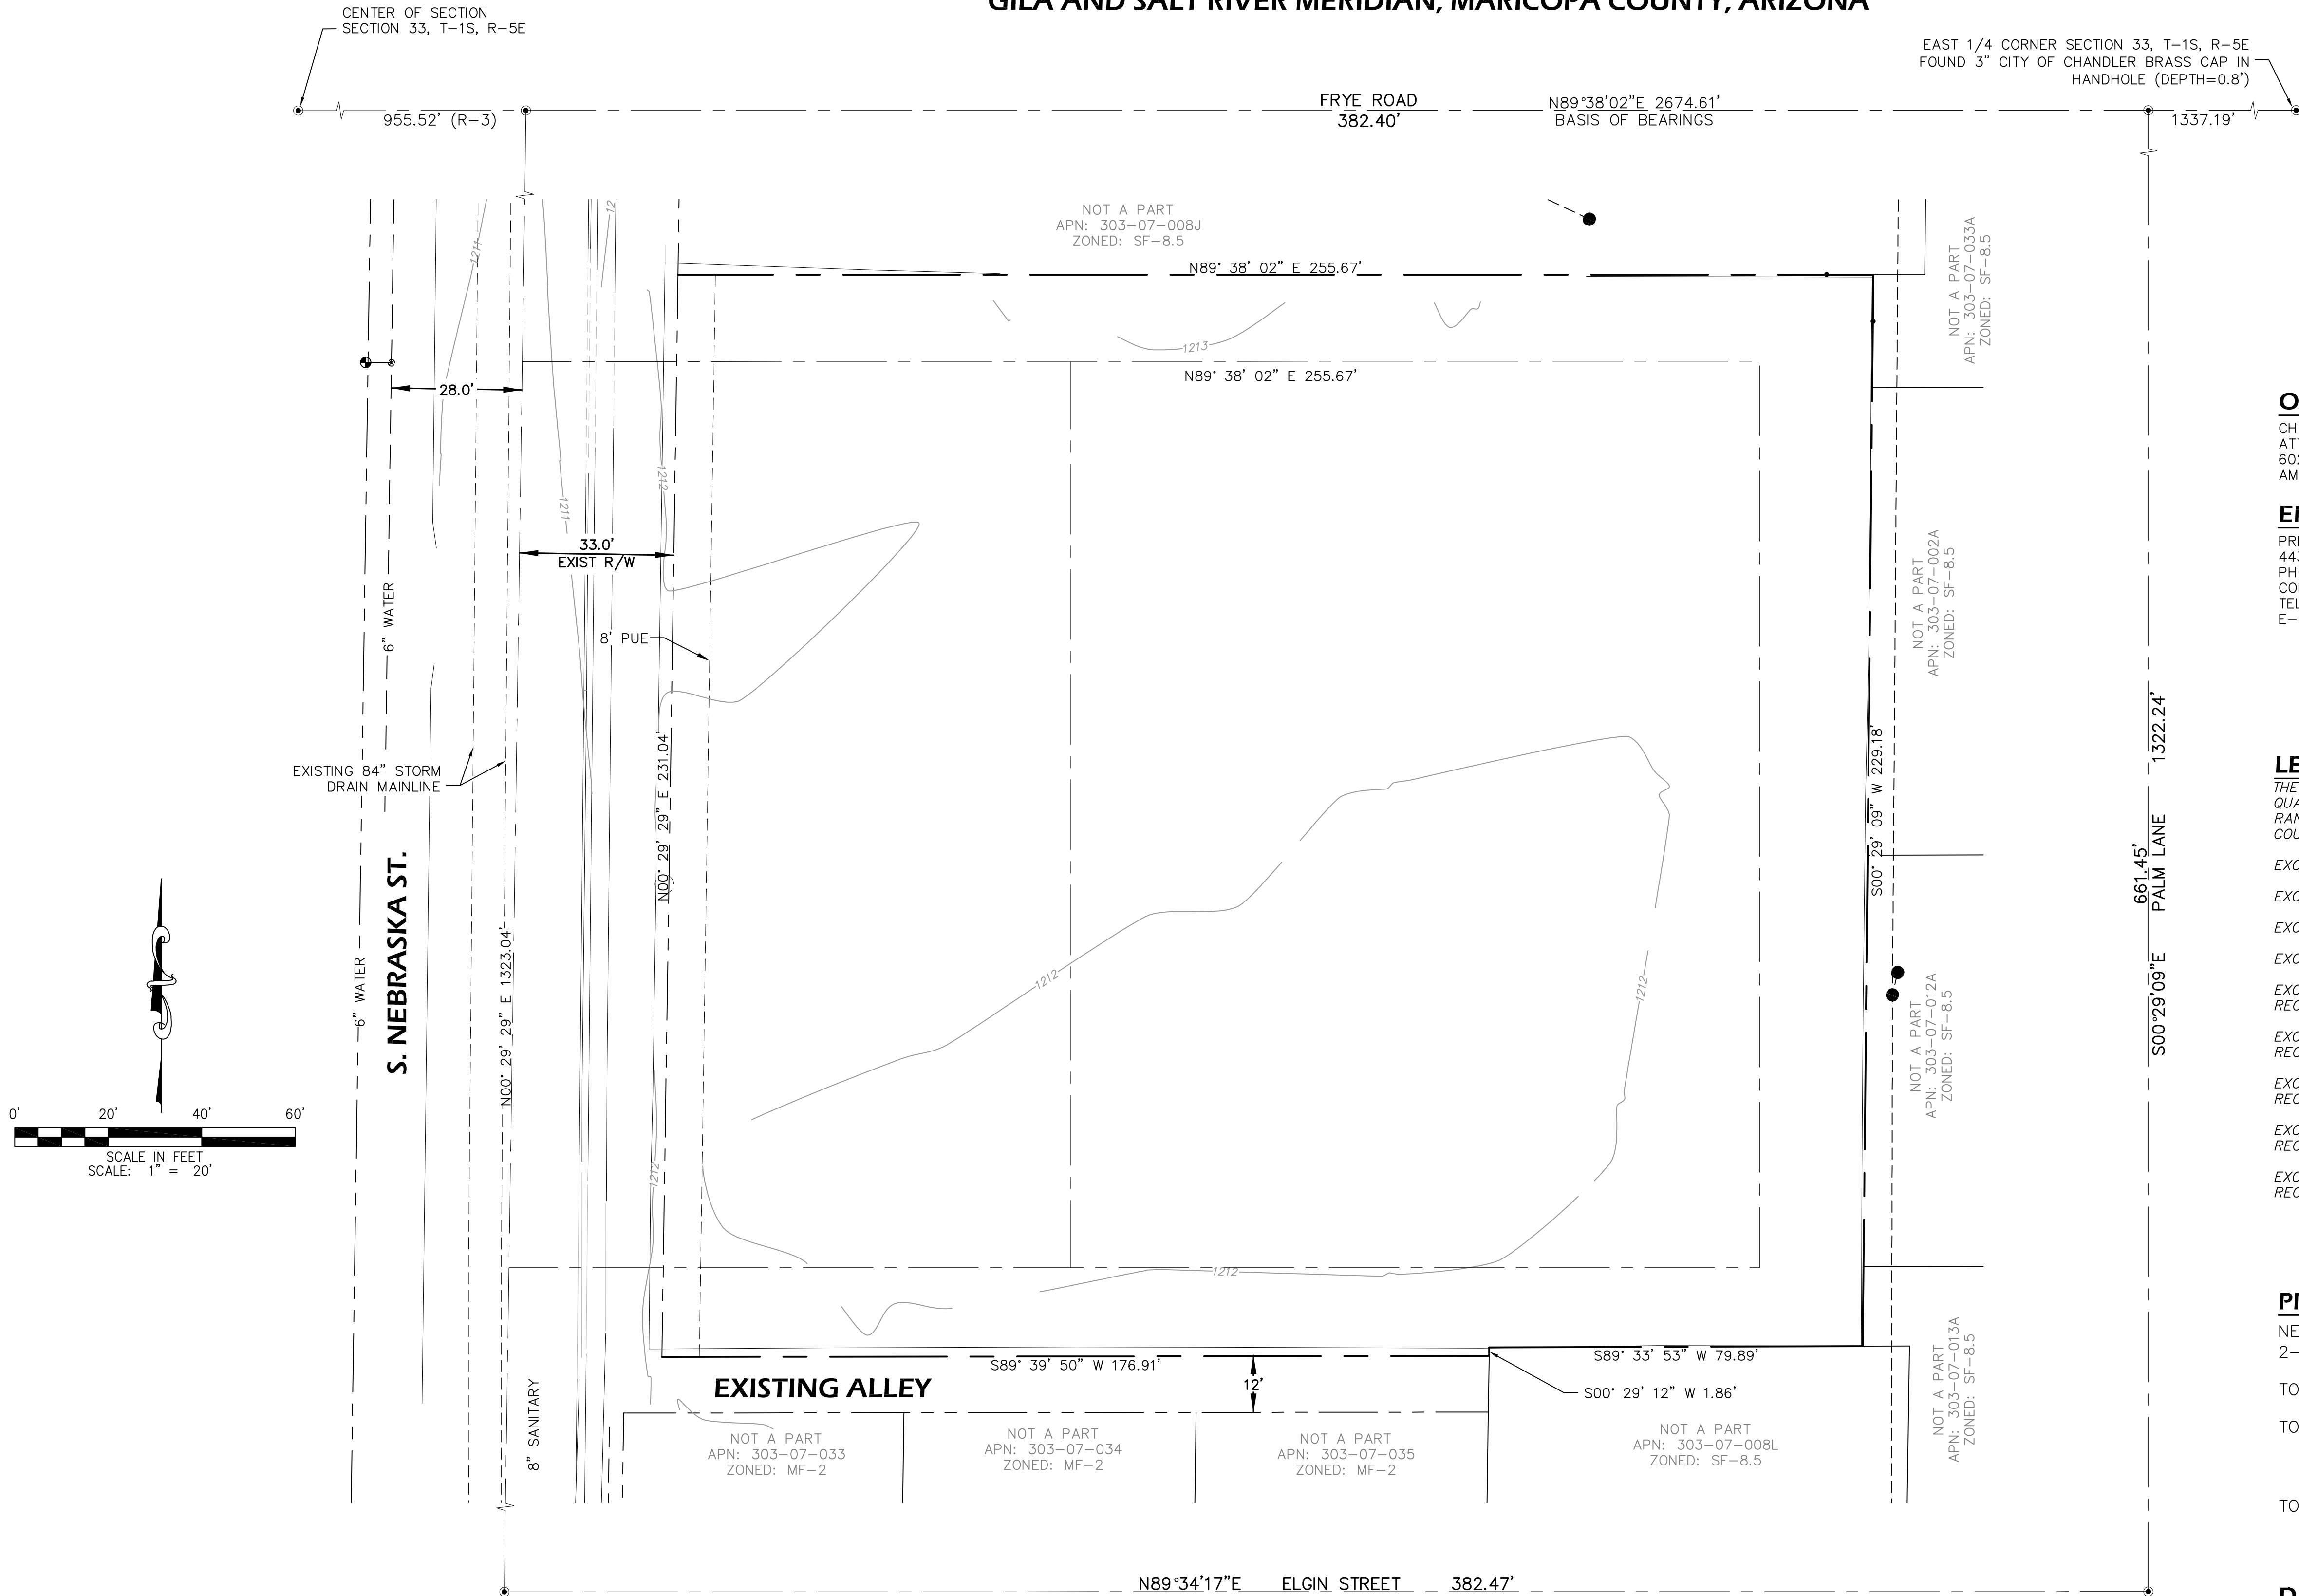 GILA AND SALT RIVER MERIDIAN, MARICOPA COUNTY, ARIZONA
CENTER OF SECTION
SECTION 33, T-1S, R-5E
EAST 1/4 CORNER SECTION 33, T-1S, R-5E
FOUND 3" CITY OF CHANDLER BRASS CAP IN
HANDHOLE (DEPTH=0.8')
955.52' (R-3)
FRYE ROAD
382.40'
N89°38'02"E 2674.61'
BASIS OF BEARINGS
1337.19'
NOT A PART
APN: 303-07-008J
ZONED: SF-8.5
NOT A PART
APN: 303-07-033A
ZONED: SF-8.5
1211
12
N89° 38' 02" E 255.67'
1213
N89° 38' 02" E 255.67'
28.0'
1212
1211
33.0'
EXIST R/W
6" WATER
8' PUE
NOT A PART
APN: 303-07-002A
ZONED: SF-8.5
EXISTING 84" STORM
DRAIN MAINLINE
N00° 29' 29" E 231.04'
S00° 29' 09" W 229.18'
S00°29'09"E PALM LANE 1322.24'
661.45'
S. NEBRASKA ST.
6" WATER
N00° 29' 29" E 1323.04'
1212
1212
NOT A PART
APN: 303-07-012A
ZONED: SF-8.5
0' 20' 40' 60'
SCALE IN FEET
SCALE: 1" = 20'
1212
1212
S89° 39' 50" W 176.91'
S89° 33' 53" W 79.89'
EXISTING ALLEY
12'
S00° 29' 12" W 1.86'
8" SANITARY
NOT A PART
APN: 303-07-033
ZONED: MF-2
NOT A PART
APN: 303-07-034
ZONED: MF-2
NOT A PART
APN: 303-07-035
ZONED: MF-2
NOT A PART
APN: 303-07-008L
ZONED: SF-8.5
NOT A PART
APN: 303-07-013A
ZONED: SF-8.5
N89°34'17"E ELGIN STREET 382.47'
602
443
E-
2-
TO
TO
TO